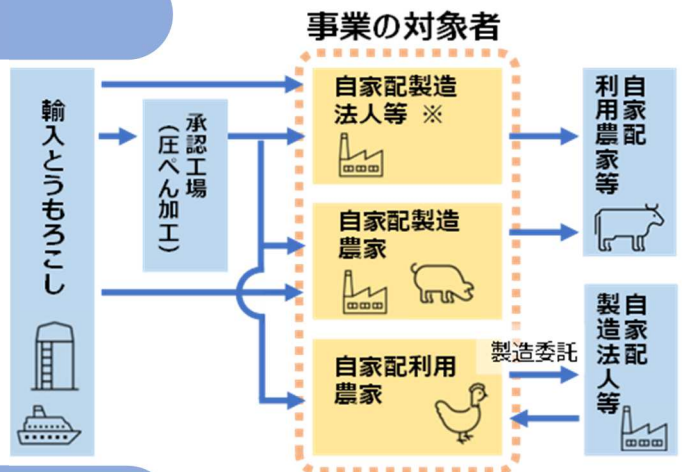 事業の対象者
輸入とうもろこし
承認工場
(圧ぺん加工)
自家配製造
法人等 ※
自家配製造
農家
自家配利用
農家
製造委託
自家配
利用農家等
自家配
製造法人等